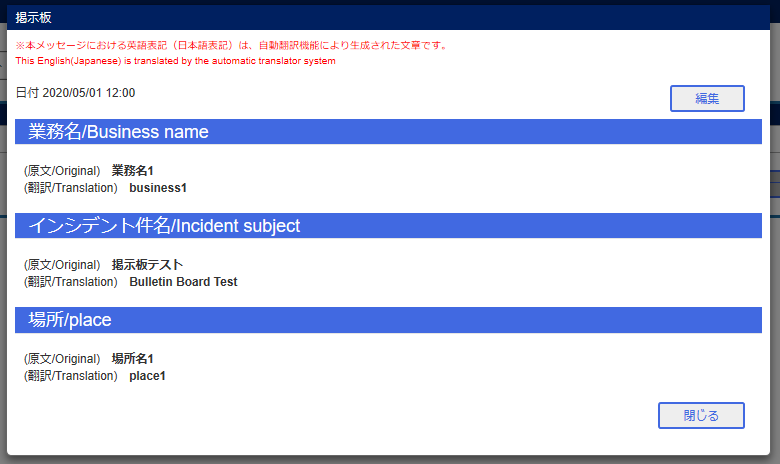 掲示板
※本メッセージにおける英語表記（日本語表記）は、自動翻訳機能により生成された文章です。
This English(Japanese) is translated by the automatic translator system
日付 2020/05/01 12:00
編集
業務名/Business name
(原文/Original) 業務名1
(翻訳/Translation) business1
インシデント件名/Incident subject
(原文/Original) 掲示板テスト
(翻訳/Translation) Bulletin Board Test
場所/place
(原文/Original) 場所名1
(翻訳/Translation) place1
閉じる